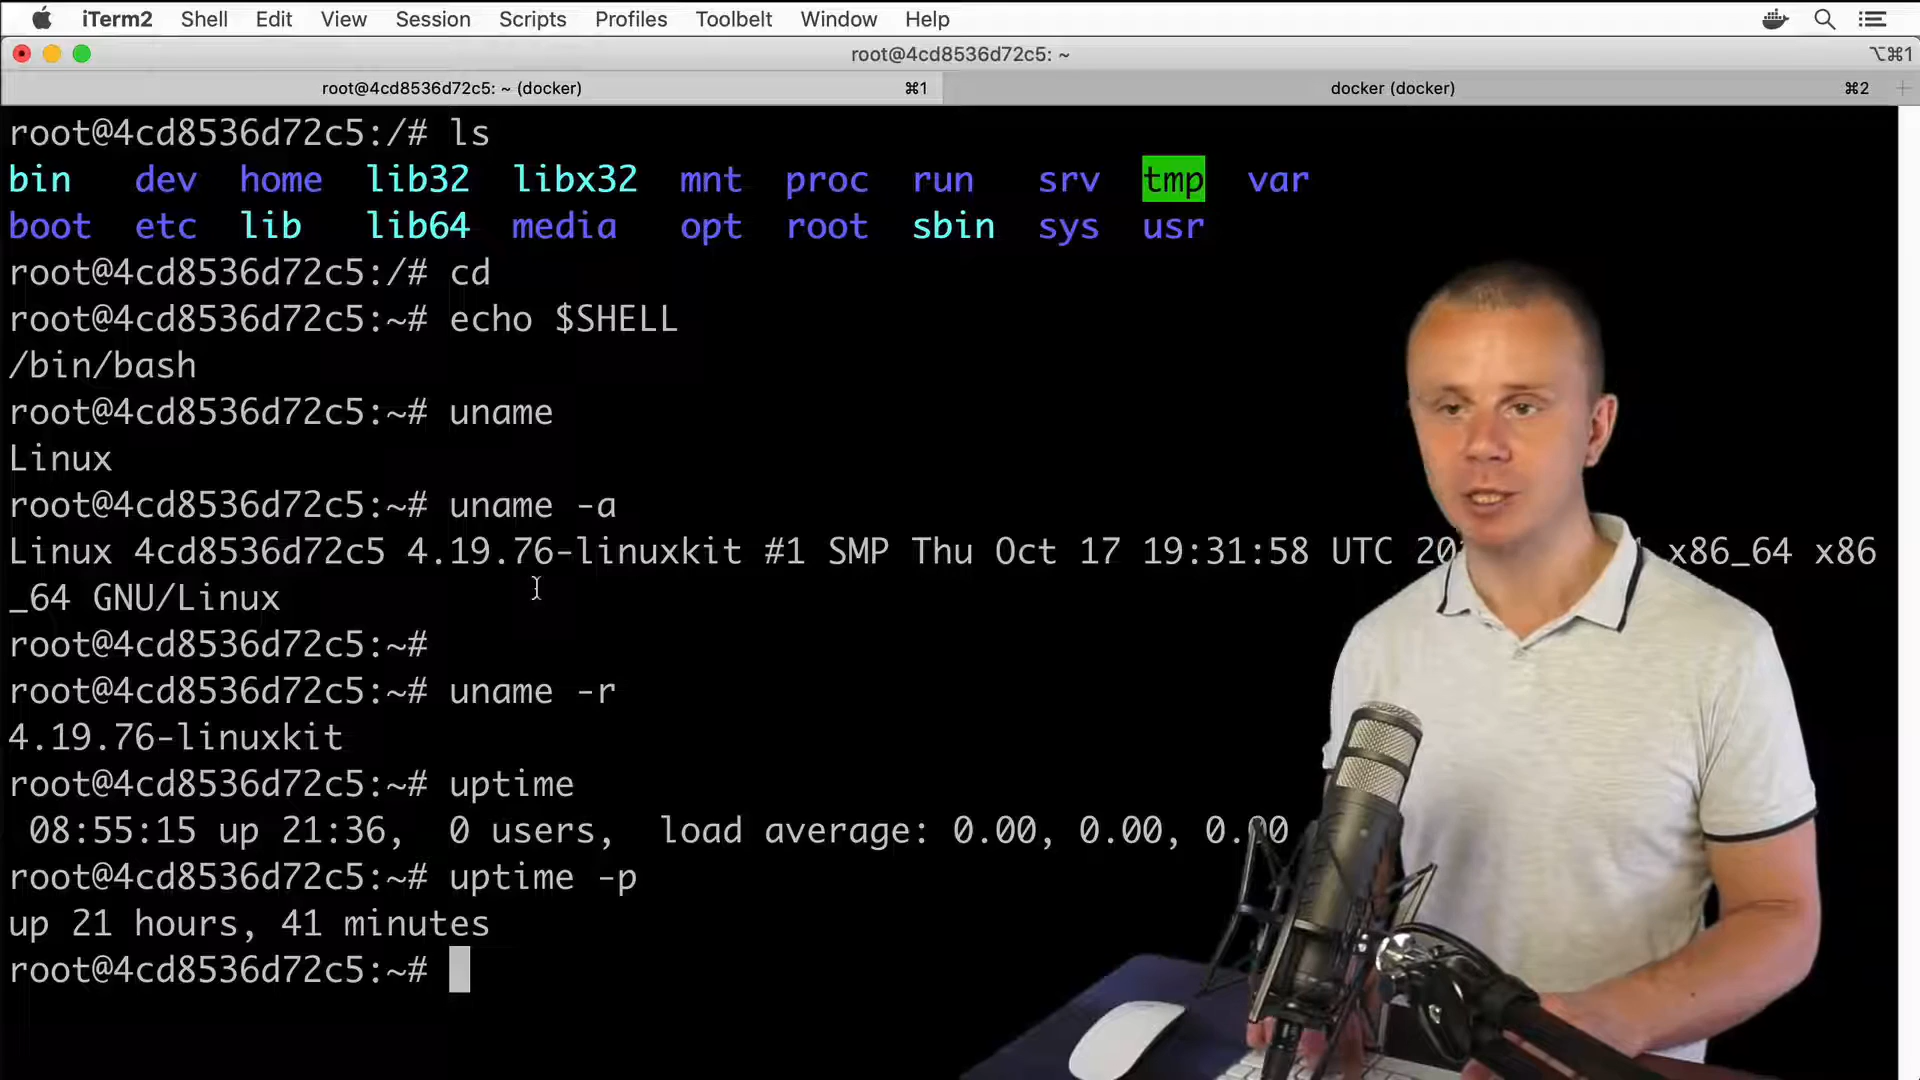 iTerm2 Shell Edit View Session Scripts Profiles Toolbelt Window Help
root@4cd8536d72c5: ~ ⌥⌘1
root@4cd8536d72c5: ~ (docker) ⌘1 docker (docker) ⌘2
root@4cd8536d72c5:/# ls
bin dev home lib32 libx32 mnt proc run srv tmp var
boot etc lib lib64 media opt root sbin sys usr
root@4cd8536d72c5:/# cd
root@4cd8536d72c5:~# echo $SHELL
/bin/bash
root@4cd8536d72c5:~# uname
Linux
root@4cd8536d72c5:~# uname -a
Linux 4cd8536d72c5 4.19.76-linuxkit #1 SMP Thu Oct 17 19:31:58 UTC x86_64 x86
_64 GNU/Linux
root@4cd8536d72c5:~#
root@4cd8536d72c5:~# uname -r
4.19.76-linuxkit
root@4cd8536d72c5:~# uptime
08:55:15 up 21:36, 0 users, load average: 0.00, 0.00, 0.00
root@4cd8536d72c5:~# uptime -p
up 21 hours, 41 minutes
root@4cd8536d72c5:~#